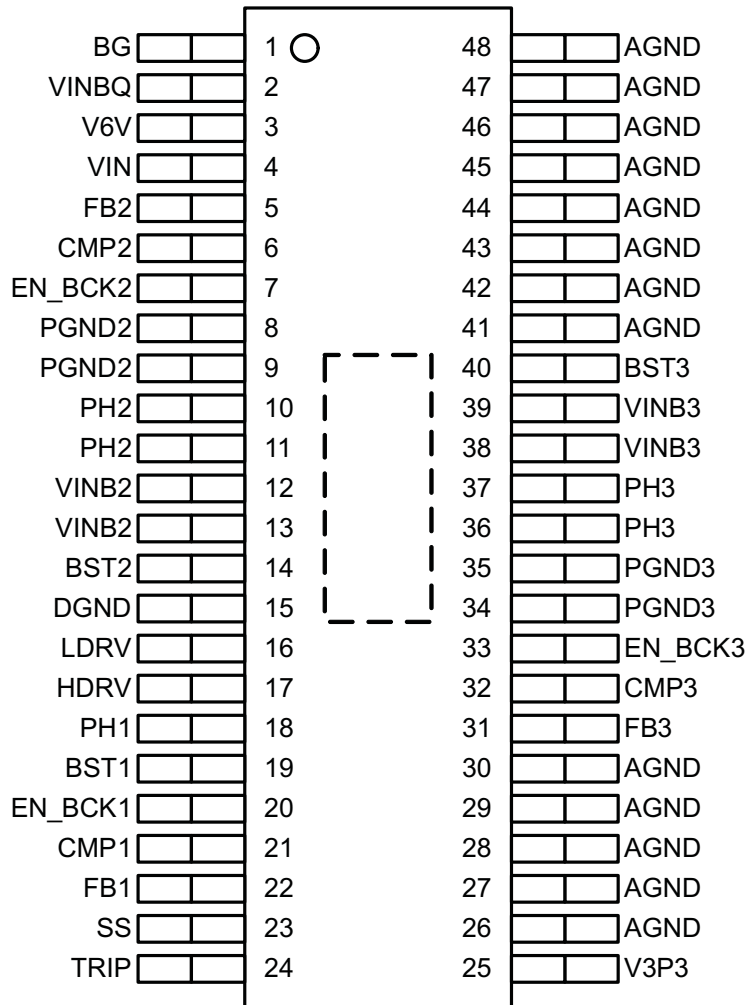 BG 1 48 AGND
VINBQ 2 47 AGND
V6V 3 46 AGND
VIN 4 45 AGND
FB2 5 44 AGND
CMP2 6 43 AGND
EN_BCK2 7 42 AGND
PGND2 8 41 AGND
PGND2 9 40 BST3
PH2 10 39 VINB3
PH2 11 38 VINB3
VINB2 12 37 PH3
VINB2 13 36 PH3
BST2 14 35 PGND3
DGND 15 34 PGND3
LDRV 16 33 EN_BCK3
HDRV 17 32 CMP3
PH1 18 31 FB3
BST1 19 30 AGND
EN_BCK1 20 29 AGND
CMP1 21 28 AGND
FB1 22 27 AGND
SS 23 26 AGND
TRIP 24 25 V3P3